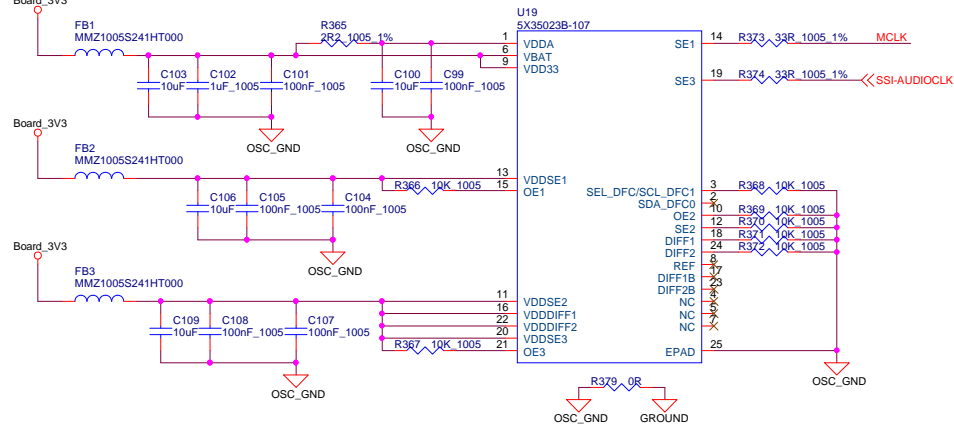 Board_3V3
FB1
MMZ1005S241HT000
C103
10uF
C102
1uF_1005
C101
100nF_1005
OSC_GND
R365
2R2_1005_1%
C100
10uF
C99
100nF_1005
Board_3V3
FB2
MMZ1005S241HT000
C106
10uF
C105
100nF_1005
C104
100nF_1005
OSC_GND
R366 10K_1005
Board_3V3
FB3
MMZ1005S241HT000
C109
10uF
C108
100nF_1005
C107
100nF_1005
OSC_GND
R367 10K_1005
U19
5X35023B-107
1 VDDA
6 VBAT
9 VDD33
13 VDDSE1
15 OE1
11 VDDSE2
16 VDDDIFF1
22 VDDDIFF2
20 VDDSE3
21 OE3
SE1 14 R373 33R_1005_1% MCLK
SE3 19 R374 33R_1005_1% SSI-AUDIOCLK
SEL_DFC/SCL_DFC1 3 R368 10K_1005
SDA_DFC0 2
OE2 10 R369 10K_1005
SE2 12 R370 10K_1005
DIFF1 18 R371 10K_1005
DIFF2 24 R372 10K_1005
REF 8
DIFF1B 17
DIFF2B 23
NC 4
NC 5
NC 7
EPAD 25
OSC_GND
R379 0R
OSC_GND
GROUND